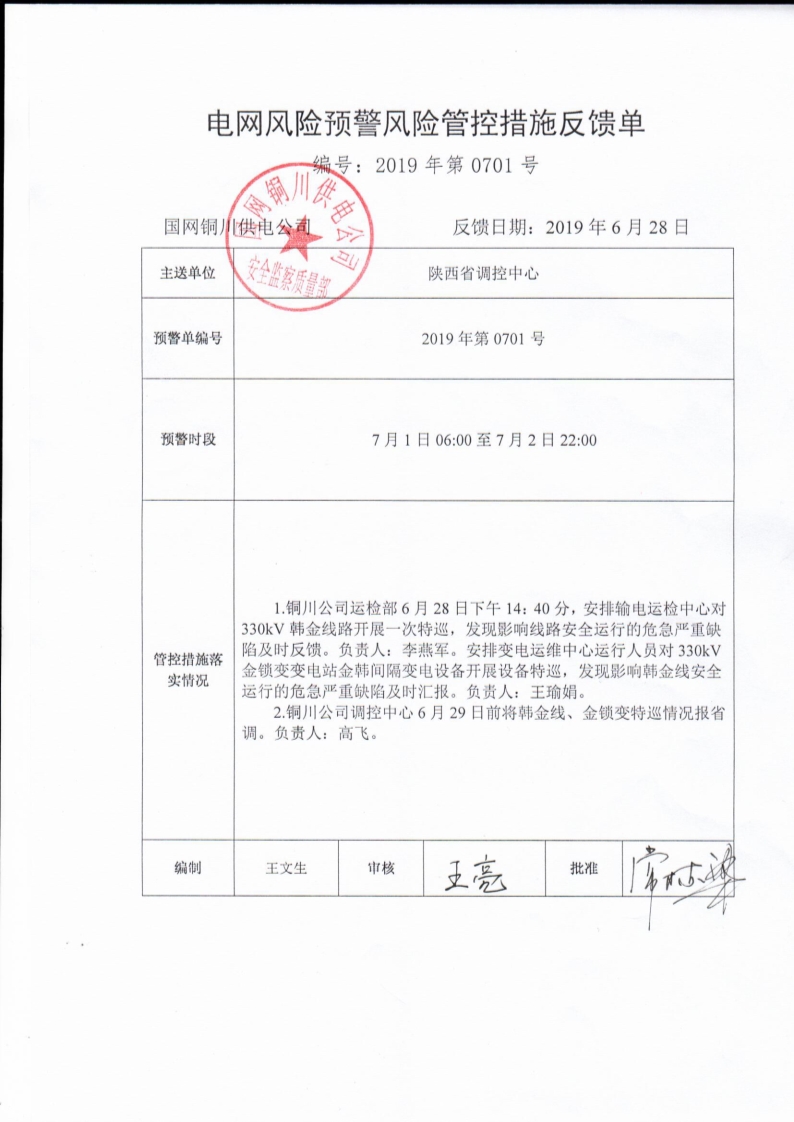 电网风险预警风险管控措施反馈单
编号：2019 年第 0701 号
国网铜川供电公司 反馈日期：2019 年 6 月 28 日
国网铜川供电公司
安全监察质量部
主送单位 陕西省调控中心
预警单编号 2019 年第 0701 号
预警时段 7 月 1 日 06:00 至 7 月 2 日 22:00
管控措施落
实情况
1.铜川公司运检部 6 月 28 日下午 14：40 分，安排输电运检中心对
330kV 韩金线路开展一次特巡，发现影响线路安全运行的危急严重缺
陷及时反馈。负责人：李燕军。安排变电运维中心运行人员对 330kV
金锁变变电站金韩间隔变电设备开展设备特巡，发现影响韩金线安全
运行的危急严重缺陷及时汇报。负责人：王瑜娟。
2.铜川公司调控中心 6 月 29 日前将韩金线、金锁变特巡情况报省
调。负责人：高飞。
编制 王文生 审核 王亮 批准